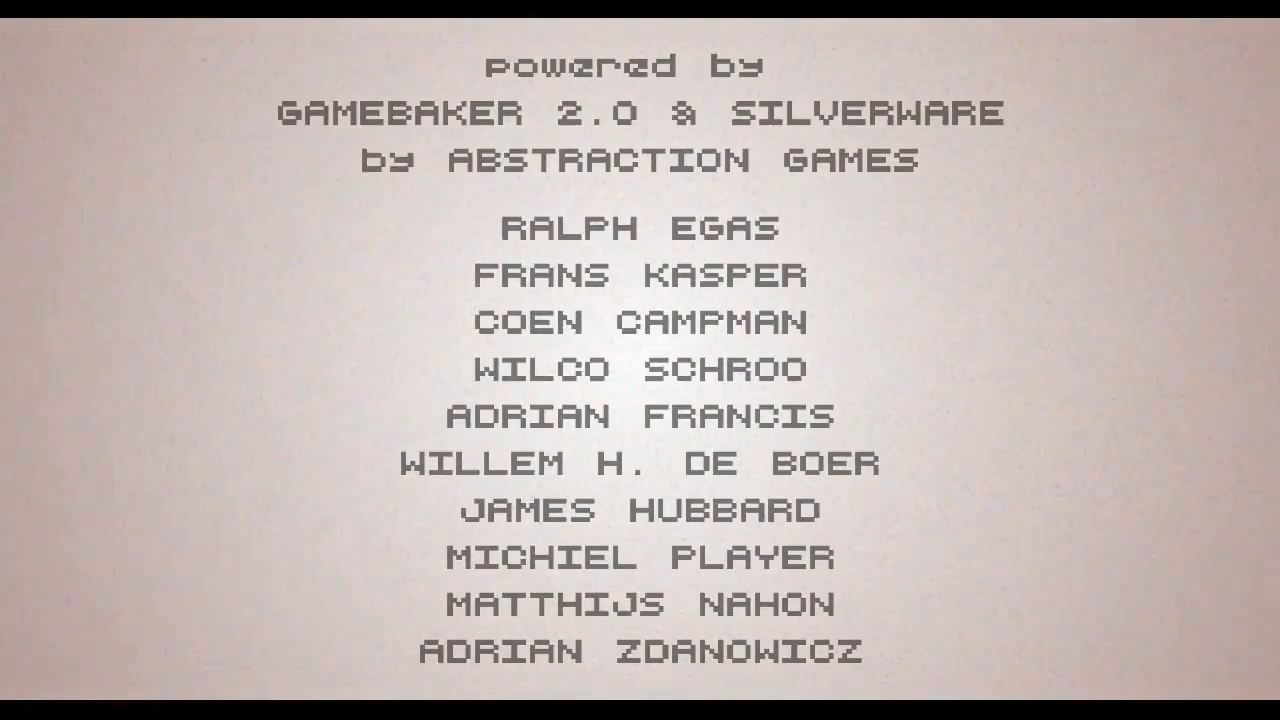 powered by
GAMEBAKER 2.0 & SILVERWARE
by ABSTRACTION GAMES
RALPH EGAS
FRANS KASPER
COEN CAMPMAN
WILCO SCHROO
ADRIAN FRANCIS
WILLEM H. DE BOER
JAMES HUBBARD
MICHIEL PLAYER
MATTHIJS NAHON
ADRIAN ZDANOWICZ